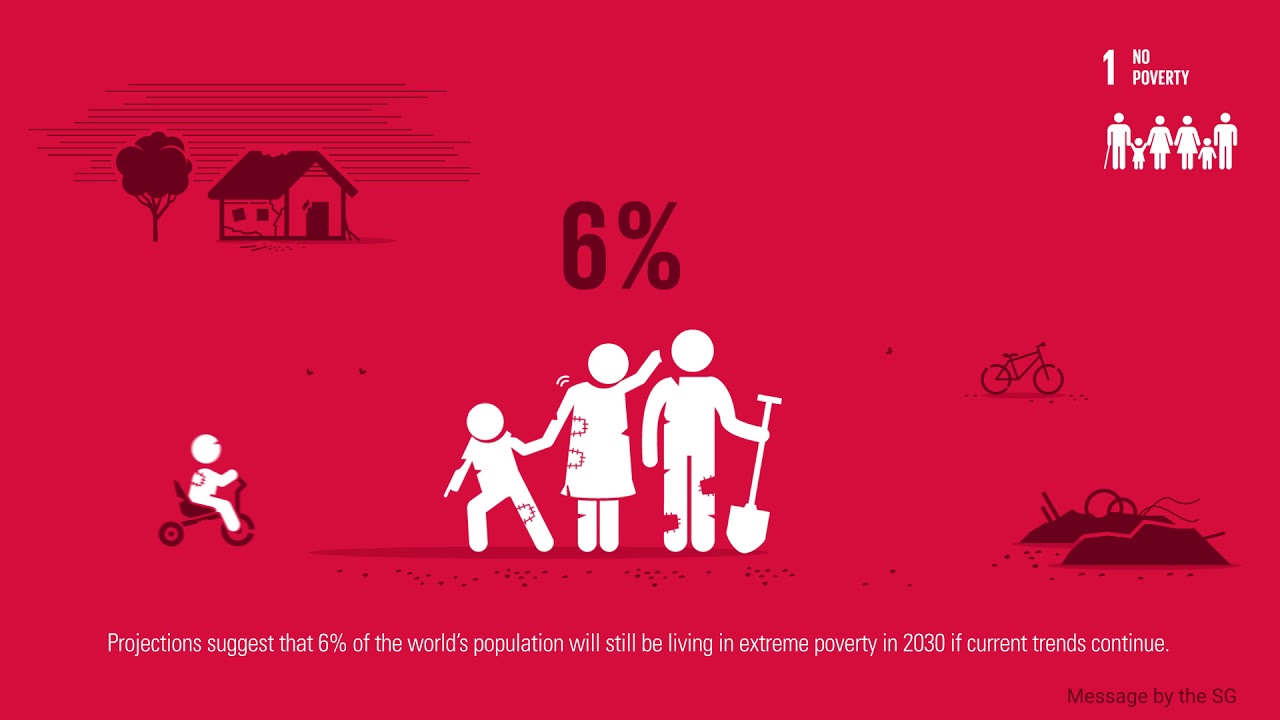 1 NO
POVERTY
6%
Projections suggest that 6% of the world's population will still be living in extreme poverty in 2030 if current trends continue.
Message by the SG